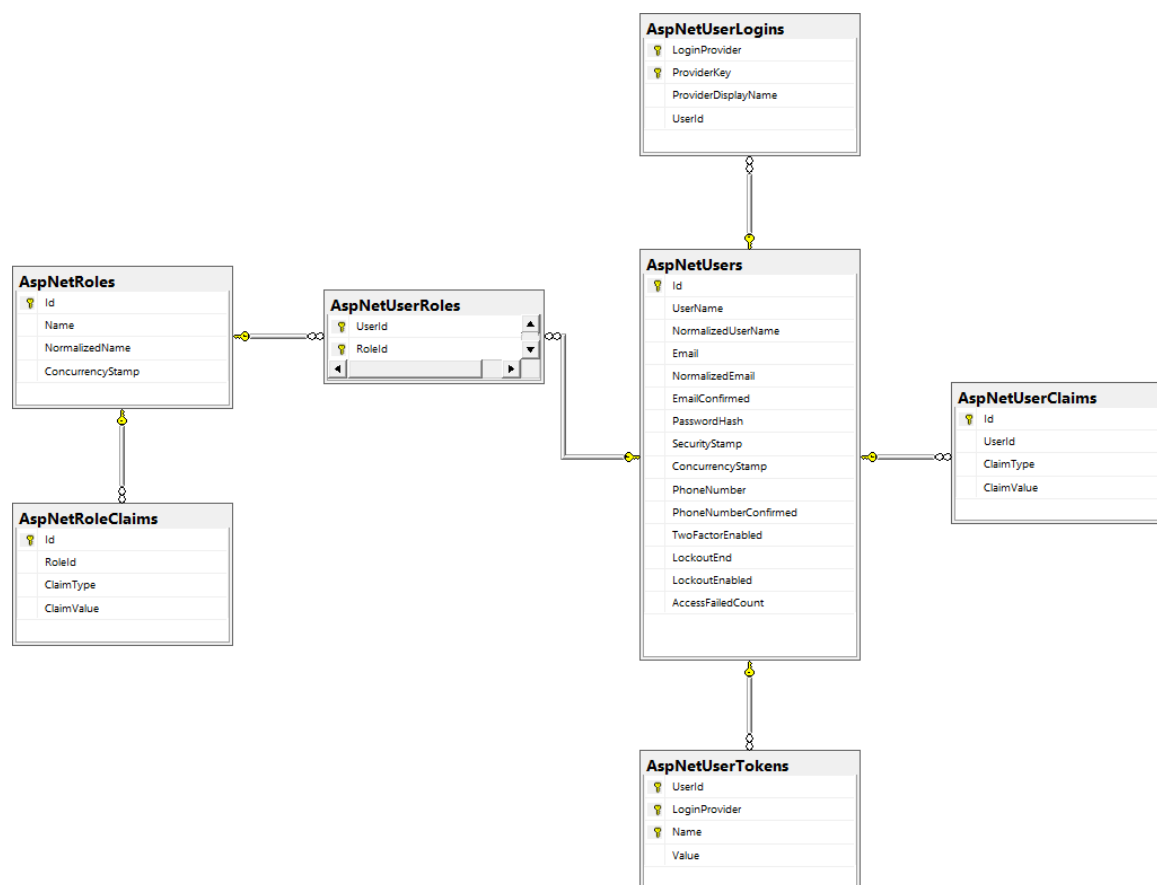 AspNetUserLogins
LoginProvider
ProviderKey
ProviderDisplayName
UserId
AspNetRoles
Id
Name
NormalizedName
ConcurrencyStamp
AspNetUserRoles
UserId
RoleId
AspNetUsers
Id
UserName
NormalizedUserName
Email
NormalizedEmail
EmailConfirmed
PasswordHash
SecurityStamp
ConcurrencyStamp
PhoneNumber
PhoneNumberConfirmed
TwoFactorEnabled
LockoutEnd
LockoutEnabled
AccessFailedCount
AspNetUserClaims
Id
UserId
ClaimType
ClaimValue
AspNetRoleClaims
Id
RoleId
ClaimType
ClaimValue
AspNetUserTokens
UserId
LoginProvider
Name
Value